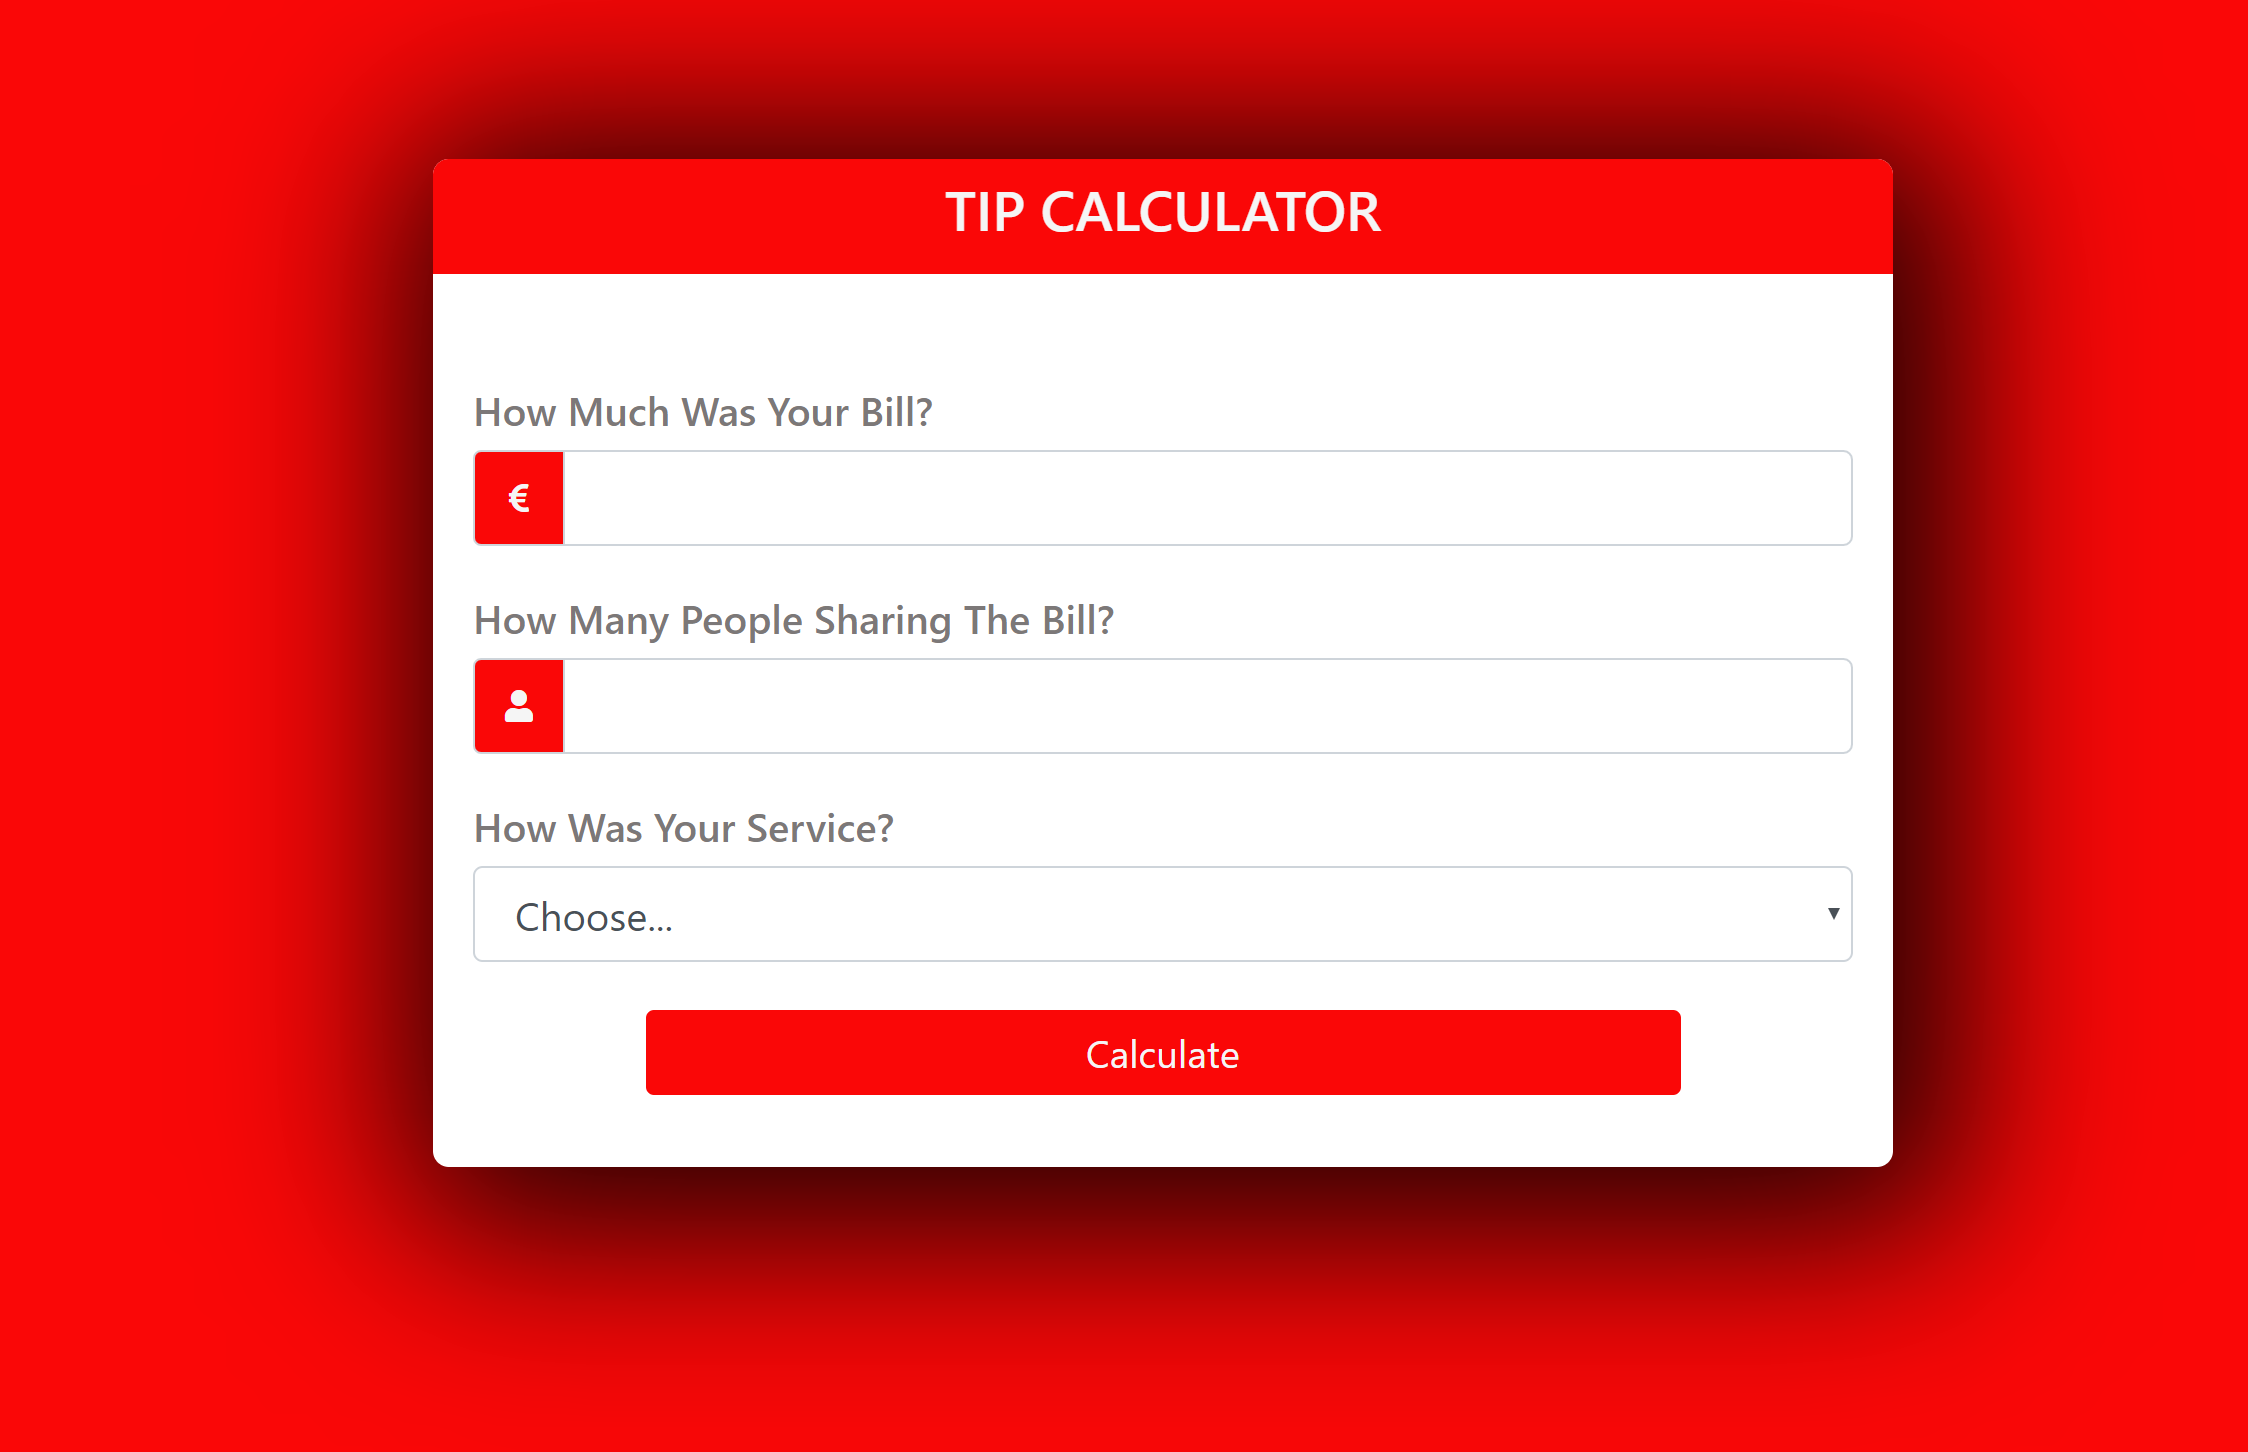 TIP CALCULATOR
How Much Was Your Bill?
€
How Many People Sharing The Bill?
How Was Your Service?
Choose...
Calculate